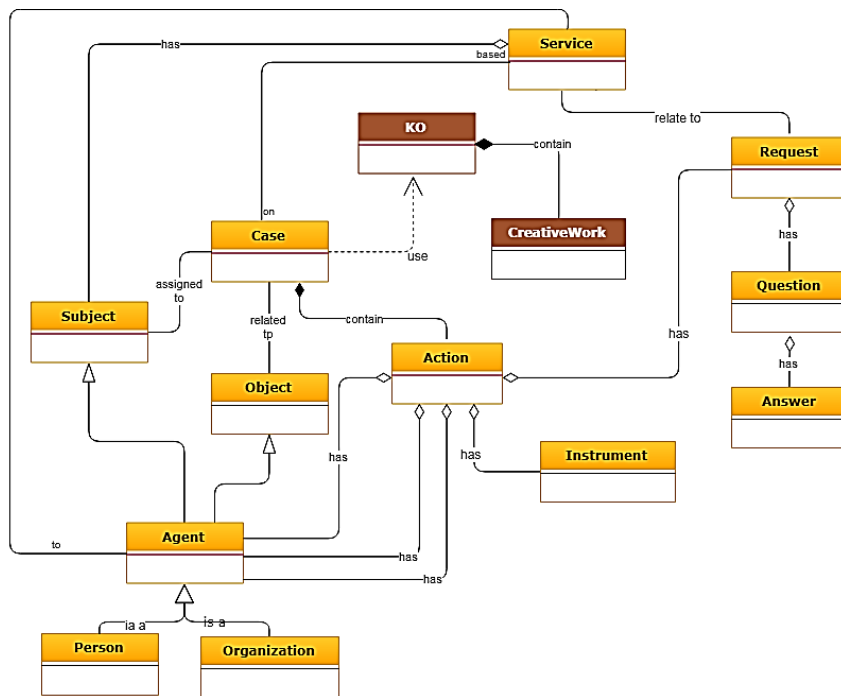 Service
has
based
KO
relate to
contain
Request
on
Case
CreativeWork
has
use
assigned
to
Question
Subject
related
tp
contain
has
Action
has
Object
Answer
has
has
Instrument
Agent
to
has
has
ia a
is a
Person
Organization